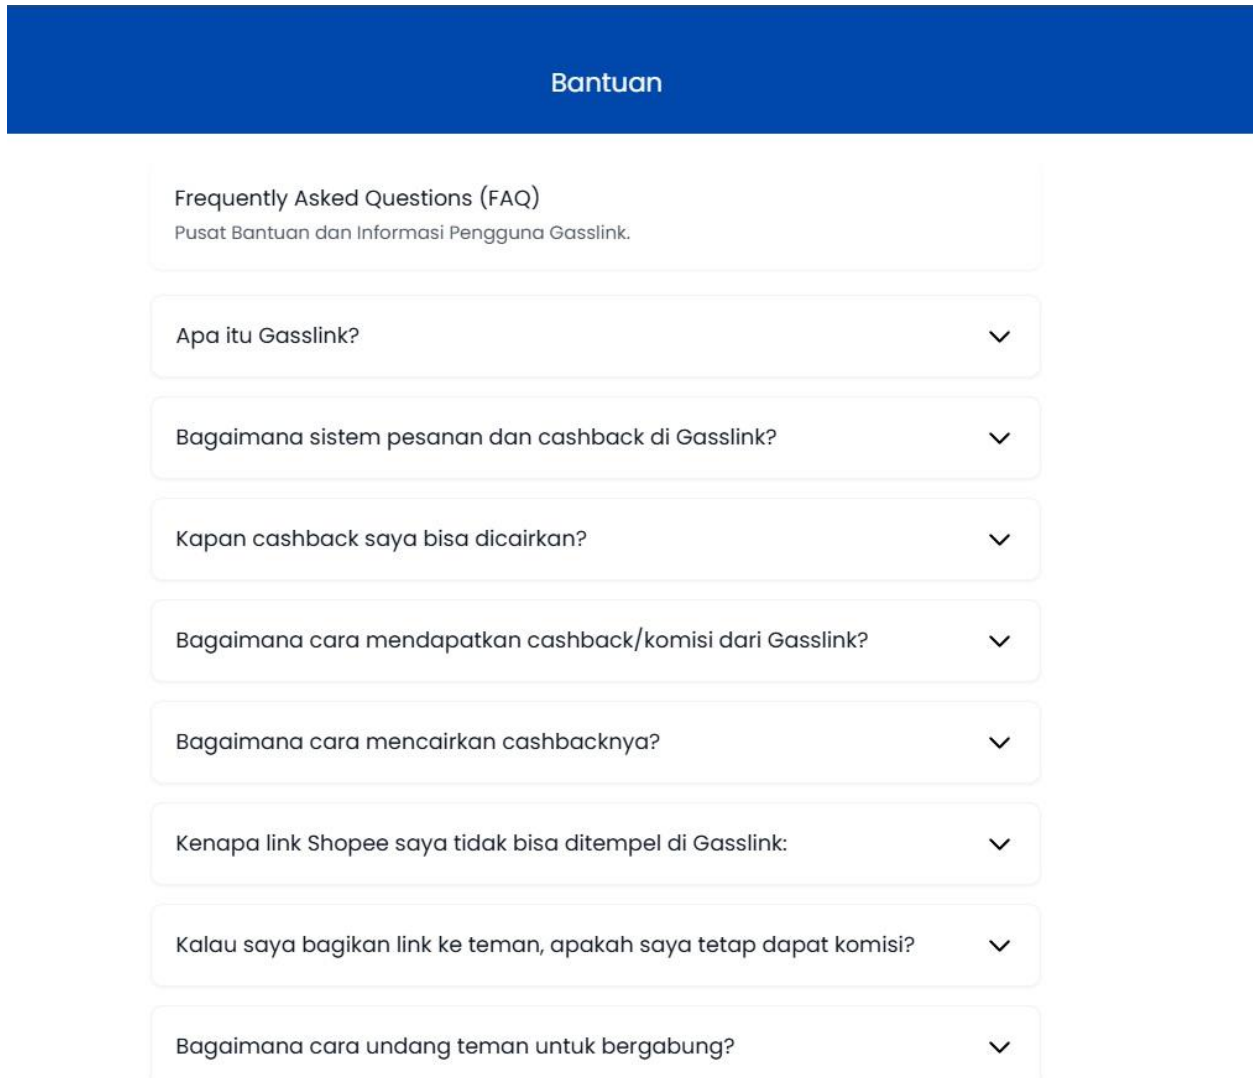 Bantuan
Frequently Asked Questions (FAQ)
Pusat Bantuan dan Informasi Pengguna Gasslink.
Apa itu Gasslink?
Bagaimana sistem pesanan dan cashback di Gasslink?
Kapan cashback saya bisa dicairkan?
Bagaimana cara mendapatkan cashback/komisi dari Gasslink?
Bagaimana cara mencairkan cashbacknya?
Kenapa link Shopee saya tidak bisa ditempel di Gasslink:
Kalau saya bagikan link ke teman, apakah saya tetap dapat komisi?
Bagaimana cara undang teman untuk bergabung?